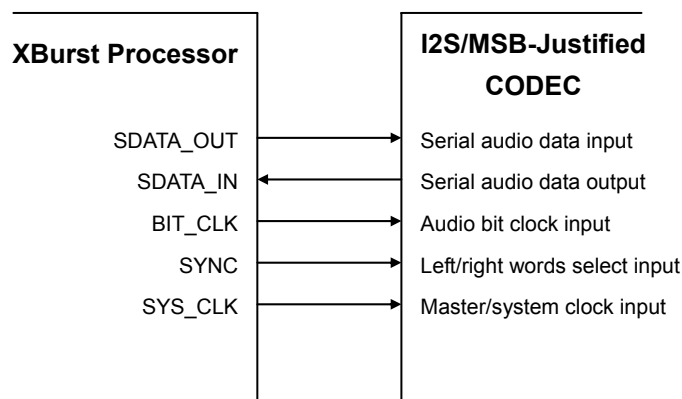 XBurst Processor
I2S/MSB-Justified
CODEC
SDATA_OUT
Serial audio data input
SDATA_IN
Serial audio data output
BIT_CLK
Audio bit clock input
SYNC
Left/right words select input
SYS_CLK
Master/system clock input